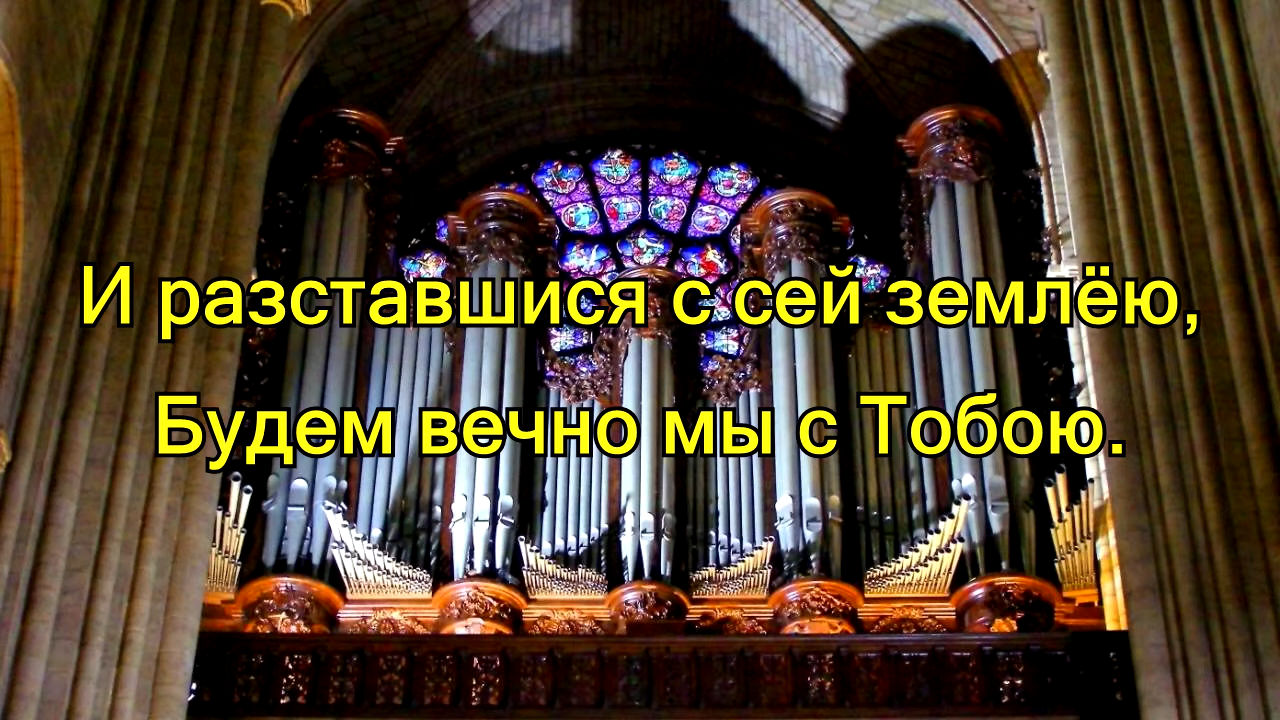 И разставшися с сей землёю,
Будем вечно мы с Тобою.